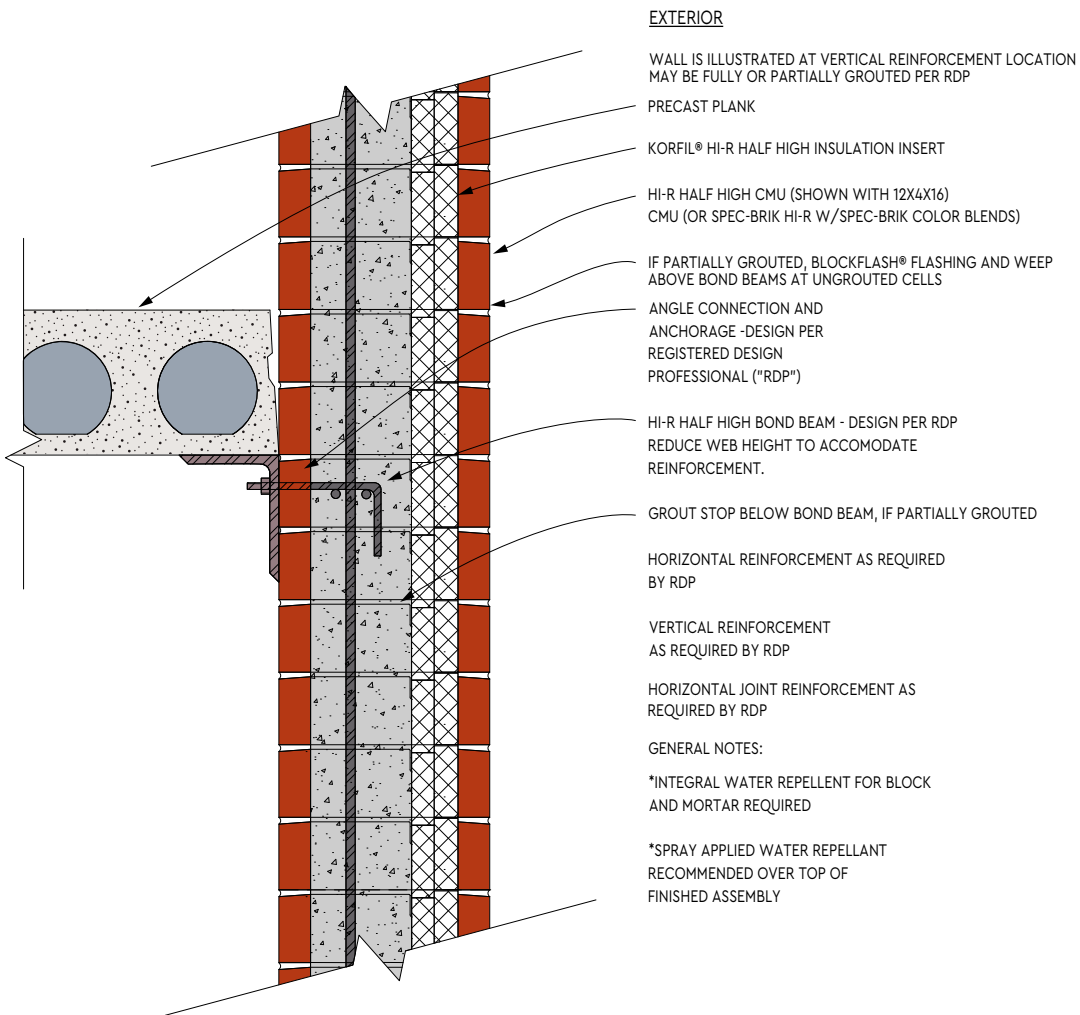 EXTERIOR
WALL IS ILLUSTRATED AT VERTICAL REINFORCEMENT LOCATION
MAY BE FULLY OR PARTIALLY GROUTED PER RDP
PRECAST PLANK
KORFIL® HI-R HALF HIGH INSULATION INSERT
HI-R HALF HIGH CMU (SHOWN WITH 12X4X16)
CMU (OR SPEC-BRIK HI-R W/SPEC-BRIK COLOR BLENDS)
IF PARTIALLY GROUTED, BLOCKFLASH® FLASHING AND WEEP
ABOVE BOND BEAMS AT UNGROUTED CELLS
ANGLE CONNECTION AND
ANCHORAGE -DESIGN PER
REGISTERED DESIGN
PROFESSIONAL ("RDP")
HI-R HALF HIGH BOND BEAM - DESIGN PER RDP
REDUCE WEB HEIGHT TO ACCOMODATE
REINFORCEMENT.
GROUT STOP BELOW BOND BEAM, IF PARTIALLY GROUTED
HORIZONTAL REINFORCEMENT AS REQUIRED
BY RDP
VERTICAL REINFORCEMENT
AS REQUIRED BY RDP
HORIZONTAL JOINT REINFORCEMENT AS
REQUIRED BY RDP
GENERAL NOTES:
*INTEGRAL WATER REPELLENT FOR BLOCK
AND MORTAR REQUIRED
*SPRAY APPLIED WATER REPELLANT
RECOMMENDED OVER TOP OF
FINISHED ASSEMBLY